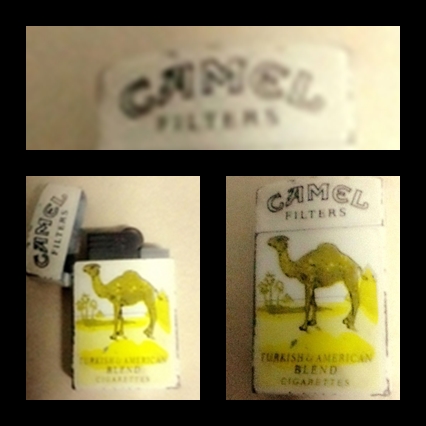 CAMEL
FILTERS
CAMEL
FILTERS
TURKISH & AMERICAN
BLEND
CIGARETTES
CAMEL
FILTERS
TURKISH & AMERICAN
BLEND
CIGARETTES